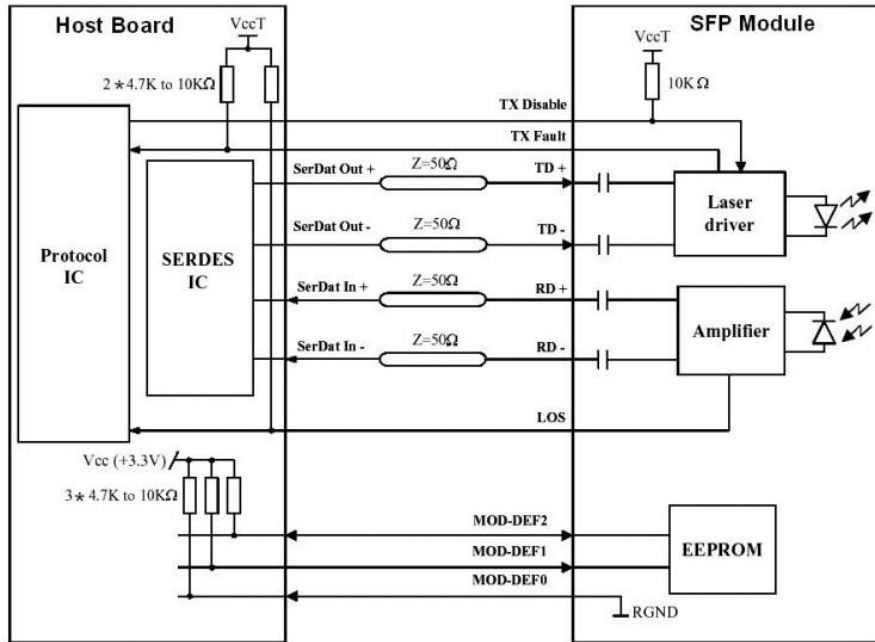 Host Board
SFP Module
VccT
VccT
2*4.7K to 10KΩ
10KΩ
TX Disable
TX Fault
SerDat Out +
Z=50Ω
TD +
SerDat Out -
Z=50Ω
TD -
Laser
driver
Protocol
IC
SERDES
IC
SerDat In +
Z=50Ω
RD +
SerDat In -
Z=50Ω
RD -
Amplifier
LOS
Vcc (+3.3V)
3*4.7K to 10KΩ
MOD-DEF2
MOD-DEF1
MOD-DEF0
EEPROM
RGND